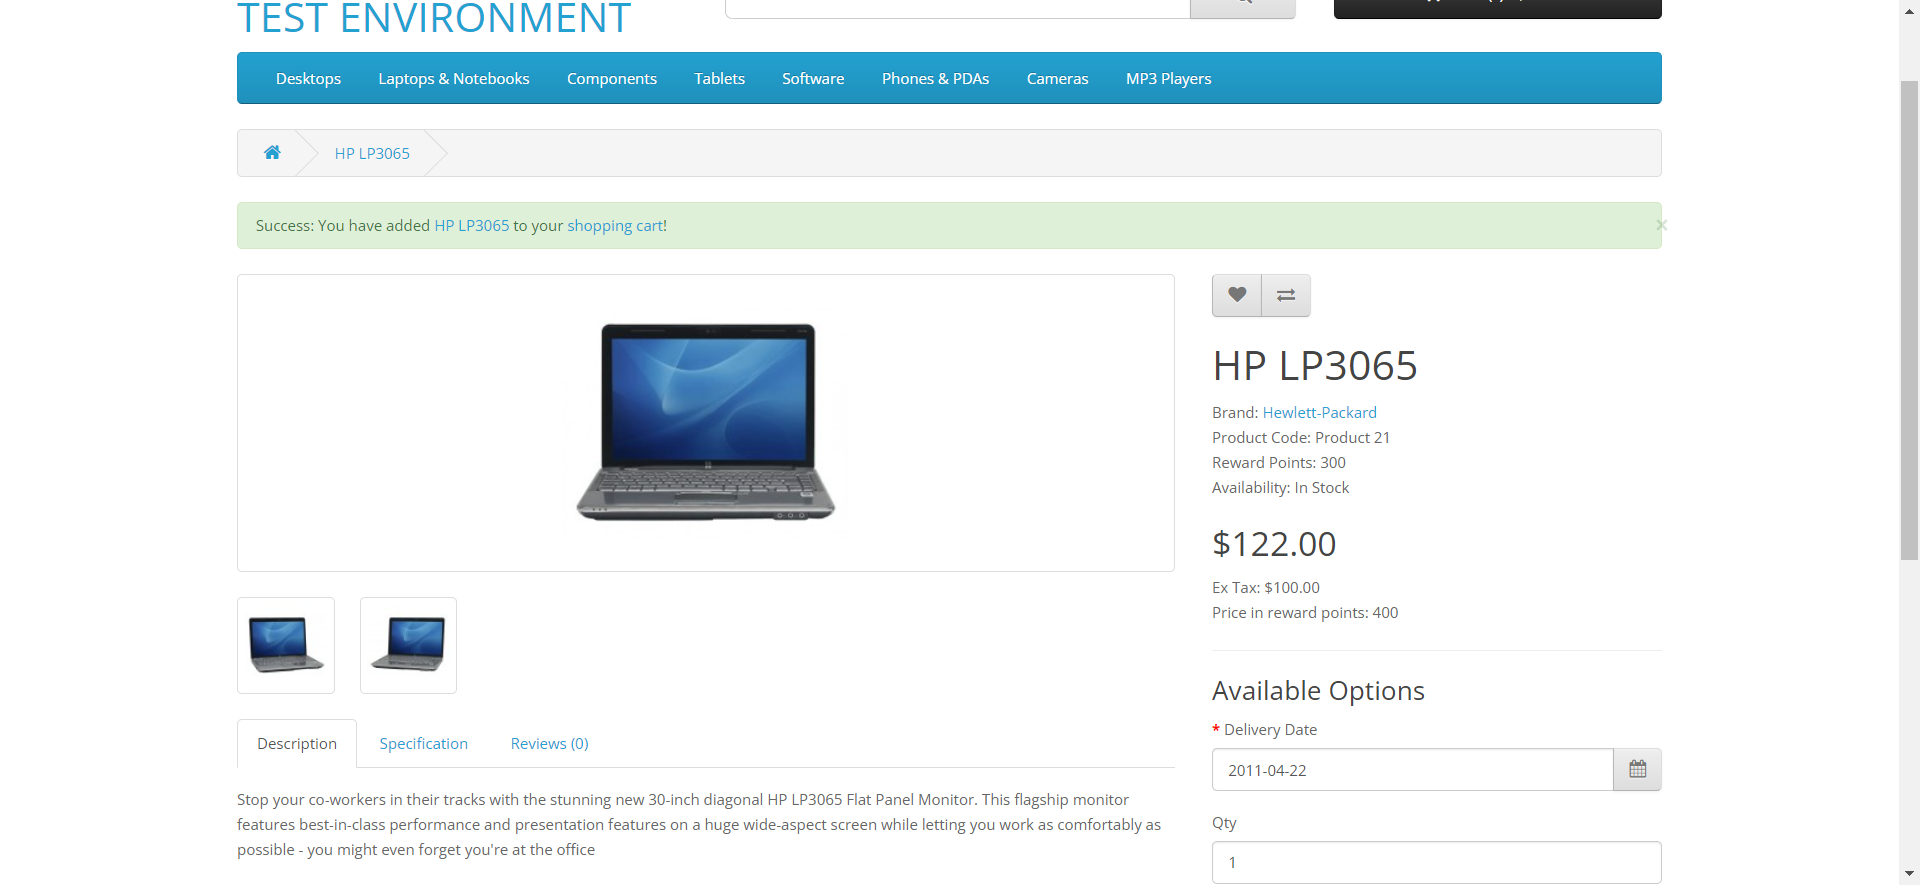 TEST ENVIRONMENT
Desktops Laptops & Notebooks Components Tablets Software Phones & PDAs Cameras MP3 Players
HP LP3065
Success: You have added HP LP3065 to your shopping cart!
×
HP LP3065
Brand: Hewlett-Packard
Product Code: Product 21
Reward Points: 300
Availability: In Stock
$122.00
Ex Tax: $100.00
Price in reward points: 400
Available Options
* Delivery Date
2011-04-22
Qty
1
Description Specification Reviews (0)
Stop your co-workers in their tracks with the stunning new 30-inch diagonal HP LP3065 Flat Panel Monitor. This flagship monitor
features best-in-class performance and presentation features on a huge wide-aspect screen while letting you work as comfortably as
possible - you might even forget you're at the office